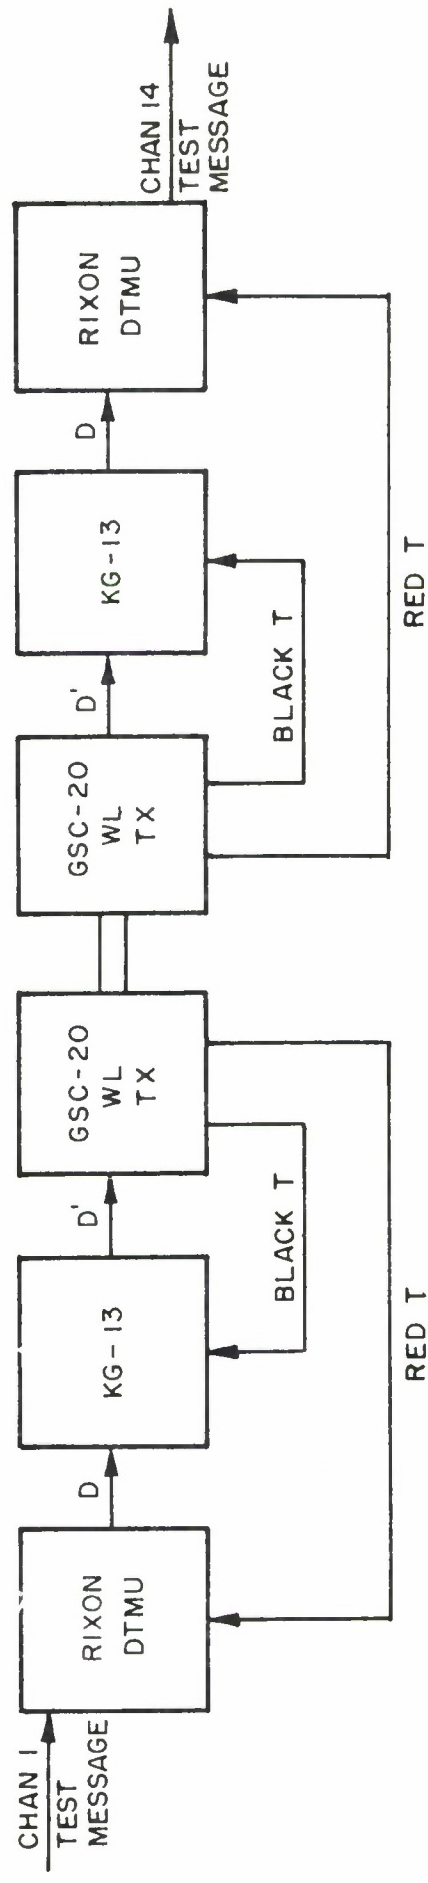 CHAN 1
TEST
MESSAGE
RIXON
DTMU
D
KG-13
D'
GSC-20
WL
TX
BLACK T
RED T
GSC-20
WL
TX
D'
KG-13
D
RIXON
DTMU
BLACK T
RED T
CHAN 14
TEST
MESSAGE